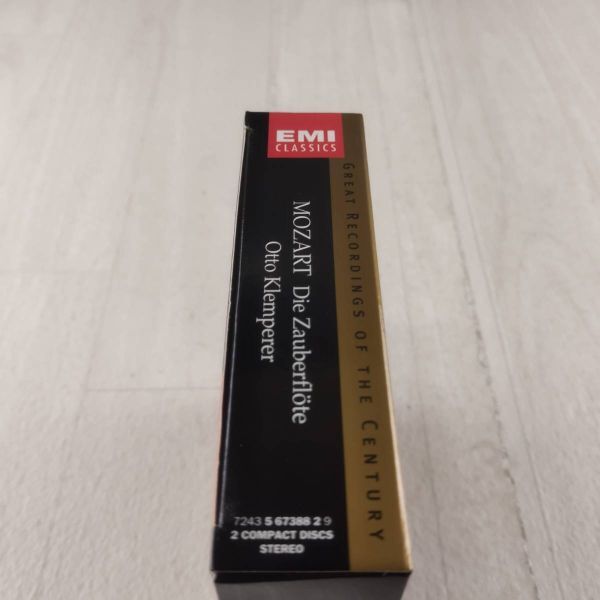 EMI
CLASSICS
GREAT RECORDINGS OF THE CENTURY
MOZART Die Zauberflöte
Otto Klemperer
7243 5 67388 2 9
2 COMPACT DISCS
STEREO